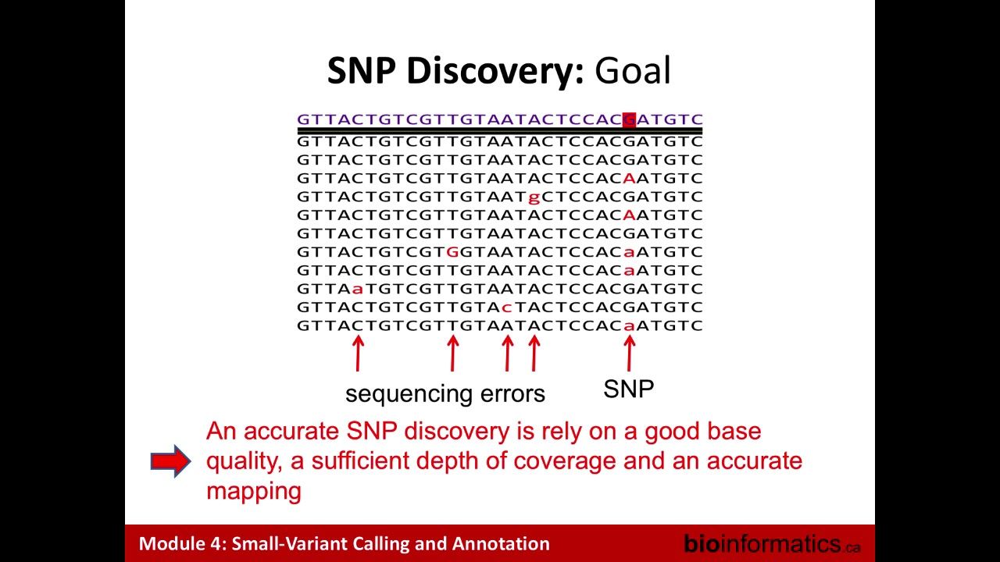 SNP Discovery: Goal
GTTACTGTCGTTGTAATACTCCACGATGTC
GTTACTGTCGTTGTAATACTCCACGATGTC
GTTACTGTCGTTGTAATACTCCACGATGTC
GTTACTGTCGTTGTAATACTCCACAATGTC
GTTACTGTCGTTGTAATgCTCCACGATGTC
GTTACTGTCGTTGTAATACTCCACAATGTC
GTTACTGTCGTTGTAATACTCCACGATGTC
GTTACTGTCGTGGTAATACTCCACaATGTC
GTTACTGTCGTTGTAATACTCCACaATGTC
GTTAaTGTCGTTGTAATACTCCACGATGTC
GTTACTGTCGTTGTAcTACTCCACGATGTC
GTTACTGTCGTTGTAATACTCCACaATGTC
sequencing errors
SNP
An accurate SNP discovery is rely on a good base
quality, a sufficient depth of coverage and an accurate
mapping
Module 4: Small-Variant Calling and Annotation
bioinformatics.ca